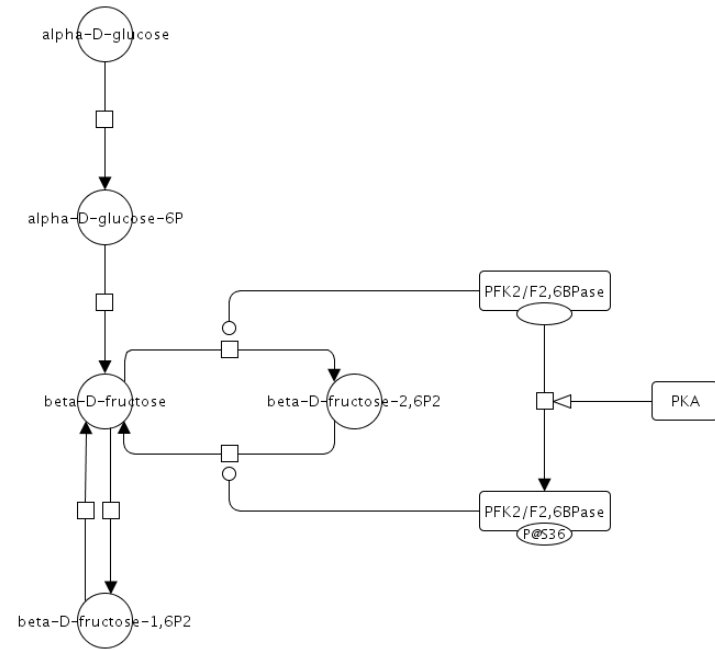 alpha-D-glucose
alpha-D-glucose-6P
PFK2/F2,6BPase
beta-D-fructose
beta-D-fructose-2,6P2
PKA
PFK2/F2,6BPase
P@S36
beta-D-fructose-1,6P2